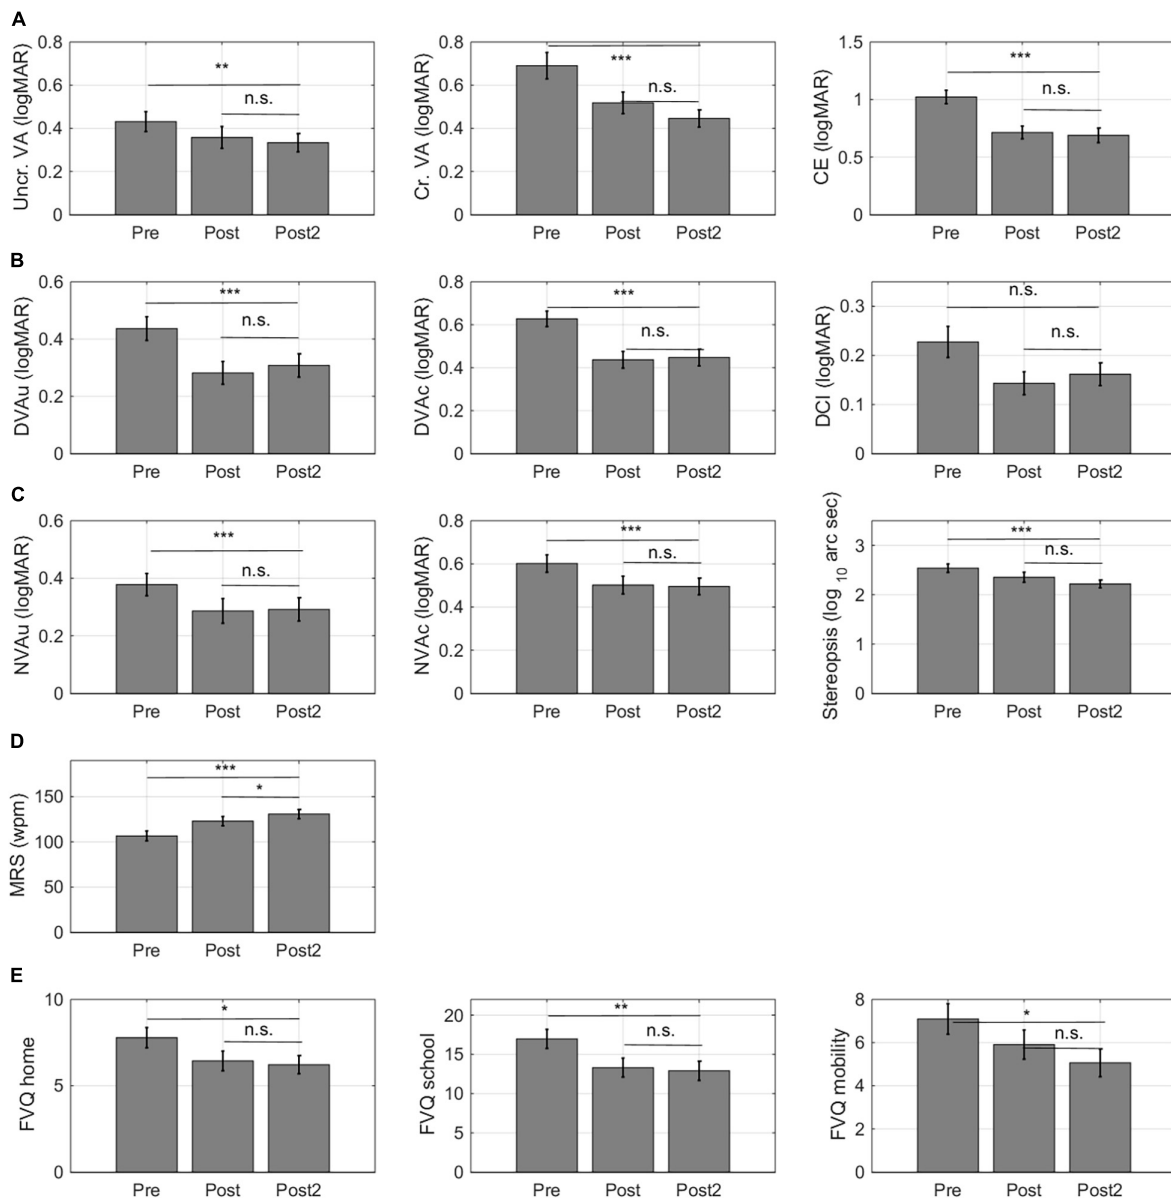 A
Uncr. VA (logMAR)
0.8
0.6
0.4
0.2
0
**
n.s.
Pre Post Post2
Cr. VA (logMAR)
0.8
0.6
0.4
0.2
0
***
n.s.
Pre Post Post2
CE (logMAR)
1.5
1
0.5
0
***
n.s.
Pre Post Post2
B
DVAu (logMAR)
0.6
0.4
0.2
0
***
n.s.
Pre Post Post2
DVAc (logMAR)
0.8
0.6
0.4
0.2
0
***
n.s.
Pre Post Post2
DCI (logMAR)
0.3
0.2
0.1
0
n.s.
n.s.
Pre Post Post2
C
NVAu (logMAR)
0.6
0.4
0.2
0
***
n.s.
Pre Post Post2
NVAc (logMAR)
0.8
0.6
0.4
0.2
0
***
n.s.
Pre Post Post2
Stereopsis (log 10 arc sec)
3
2
1
0
***
n.s.
Pre Post Post2
D
MRS (wpm)
150
100
50
0
***
*
Pre Post Post2
E
FVQ home
10
5
0
*
n.s.
Pre Post Post2
FVQ school
20
15
10
5
0
**
n.s.
Pre Post Post2
FVQ mobility
8
6
4
2
0
*
n.s.
Pre Post Post2